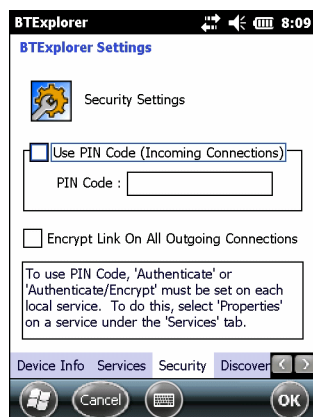 BTExplorer 8:09
BTExplorer Settings
Security Settings
Use PIN Code (Incoming Connections)
PIN Code :
Encrypt Link On All Outgoing Connections
To use PIN Code, 'Authenticate' or
'Authenticate/Encrypt' must be set on each
local service. To do this, select 'Properties'
on a service under the 'Services' tab.
Device Info Services Security Discover
Cancel OK